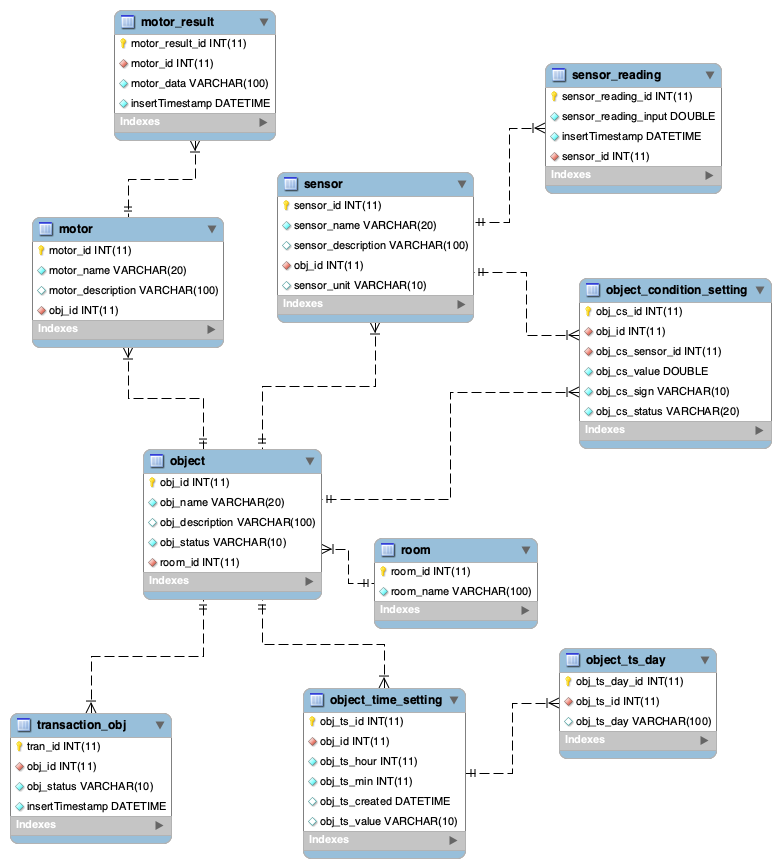 motor_result
motor_result_id INT(11)
motor_id INT(11)
motor_data VARCHAR(100)
insertTimestamp DATETIME
Indexes
sensor_reading
sensor_reading_id INT(11)
sensor_reading_input DOUBLE
insertTimestamp DATETIME
sensor_id INT(11)
Indexes
sensor
sensor_id INT(11)
sensor_name VARCHAR(20)
sensor_description VARCHAR(100)
obj_id INT(11)
sensor_unit VARCHAR(10)
Indexes
motor
motor_id INT(11)
motor_name VARCHAR(20)
motor_description VARCHAR(100)
obj_id INT(11)
Indexes
object_condition_setting
obj_cs_id INT(11)
obj_id INT(11)
obj_cs_sensor_id INT(11)
obj_cs_value DOUBLE
obj_cs_sign VARCHAR(10)
obj_cs_status VARCHAR(20)
Indexes
object
obj_id INT(11)
obj_name VARCHAR(20)
obj_description VARCHAR(100)
obj_status VARCHAR(10)
room_id INT(11)
Indexes
room
room_id INT(11)
room_name VARCHAR(100)
Indexes
object_ts_day
obj_ts_day_id INT(11)
obj_ts_id INT(11)
obj_ts_day VARCHAR(100)
Indexes
object_time_setting
obj_ts_id INT(11)
obj_id INT(11)
obj_ts_hour INT(11)
obj_ts_min INT(11)
obj_ts_created DATETIME
obj_ts_value VARCHAR(10)
Indexes
transaction_obj
tran_id INT(11)
obj_id INT(11)
obj_status VARCHAR(10)
insertTimestamp DATETIME
Indexes